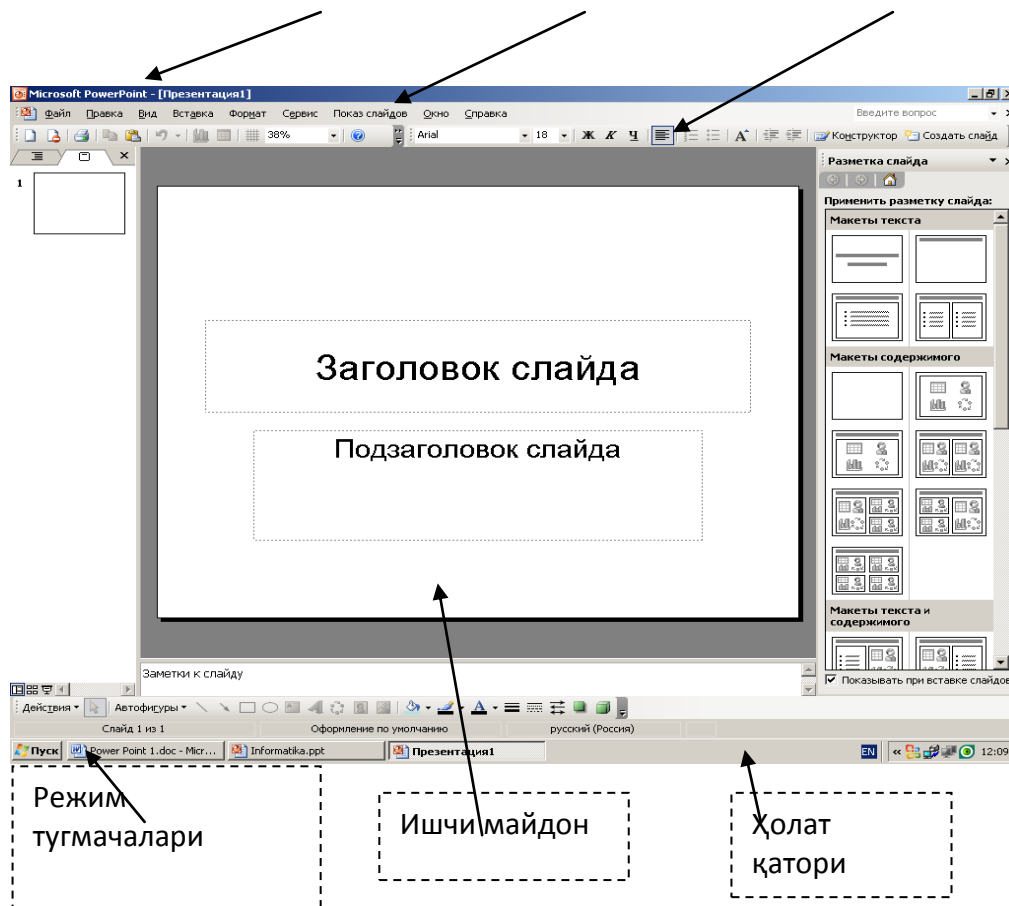 Microsoft PowerPoint - [Презентация1]
Файл Правка Вид Вставка Формат Сервис Показ слайдов Окно Справка Введите вопрос
38% Arial 18 Ж К Ч Конструктор Создать слайд
Разметка слайда
1
Применить разметку слайда:
Макеты текста
Заголовок слайда
Подзаголовок слайда
Макеты содержимого
Макеты текста и
содержимого
Заметки к слайду
Показывать при вставке слайдов
Действия Автофигуры
Слайд 1 из 1 Оформление по умолчанию русский (Россия)
Пуск Power Point 1.doc - Micr... Informatika.ppt Презентация1 EN « 12:09
Режим
тугмачалари
Ишчи майдон
Ҳолат
қатори